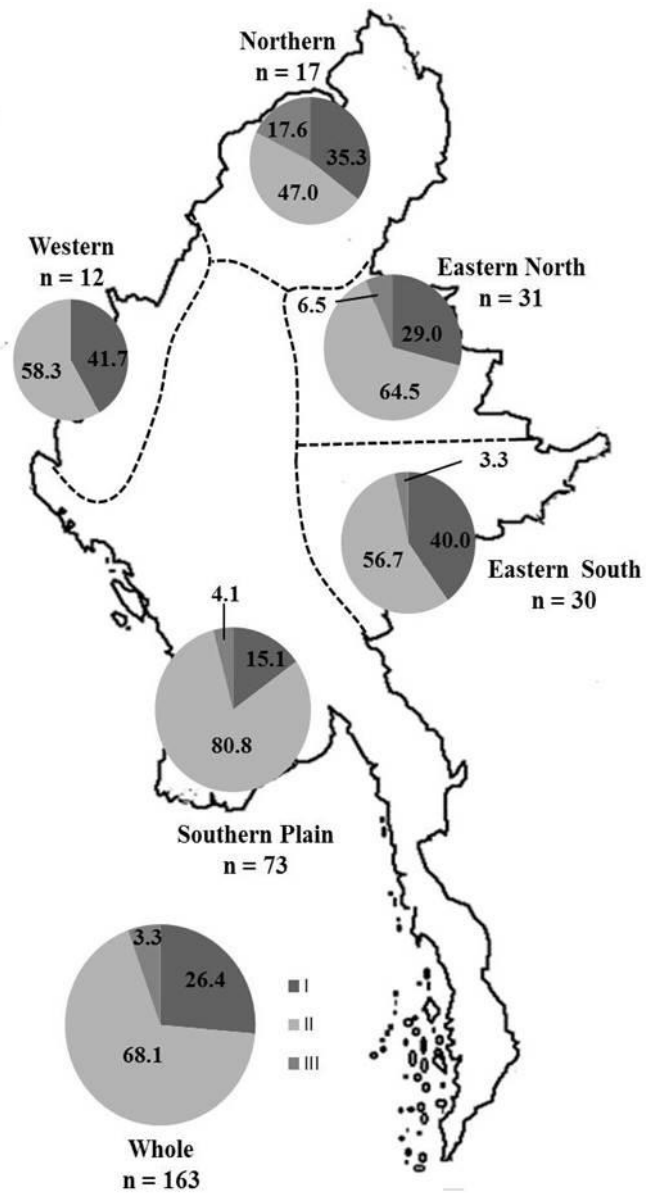 Northern
n = 17
17.6
35.3
47.0
Western
n = 12
58.3
41.7
Eastern North
n = 31
6.5
29.0
64.5
3.3
40.0
56.7
Eastern South
n = 30
4.1
15.1
80.8
Southern Plain
n = 73
3.3
26.4
68.1
I
II
III
Whole
n = 163